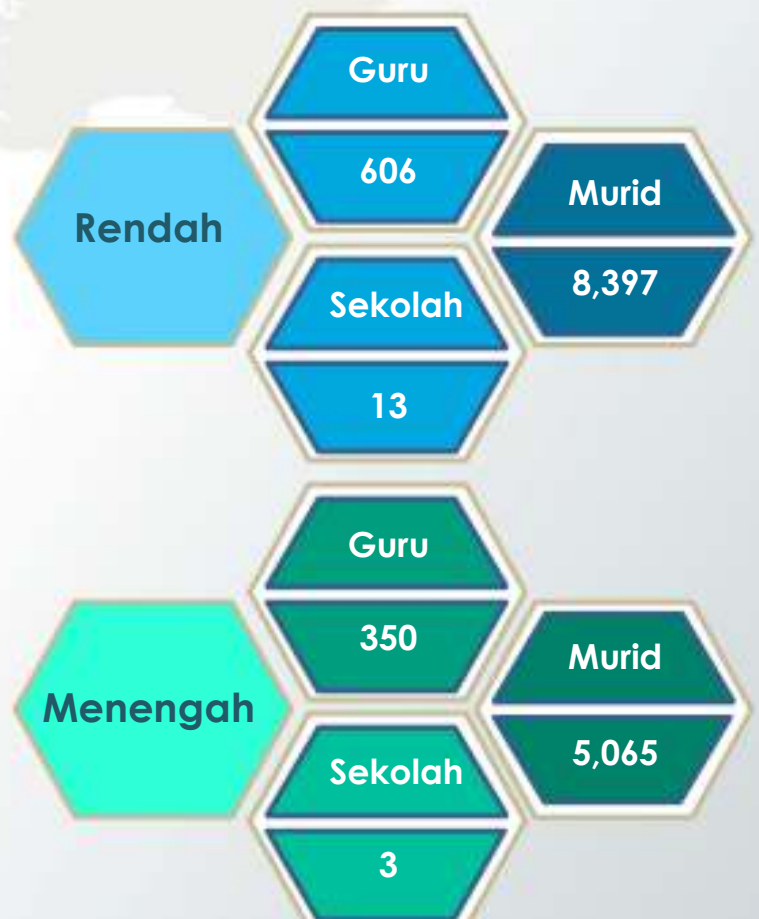 Rendah
Guru
606
Sekolah
13
Murid
8,397
Menengah
Guru
350
Sekolah
3
Murid
5,065